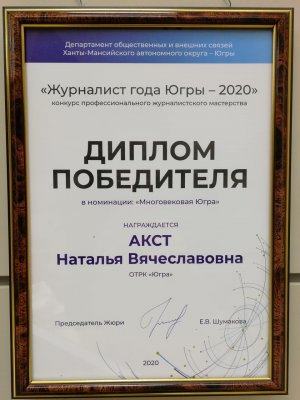 Департамент общественных и внешних связей
Ханты-Мансийского автономного округа – Югры
«Журналист года Югры – 2020»
конкурс профессионального журналистского мастерства
ДИПЛОМ
ПОБЕДИТЕЛЯ
в номинации: «Многовековая Югра»
НАГРАЖДАЕТСЯ
АКСТ
Наталья Вячеславовна
ОТРК «Югра»
Председатель Жюри Е.В. Шумакова
2020